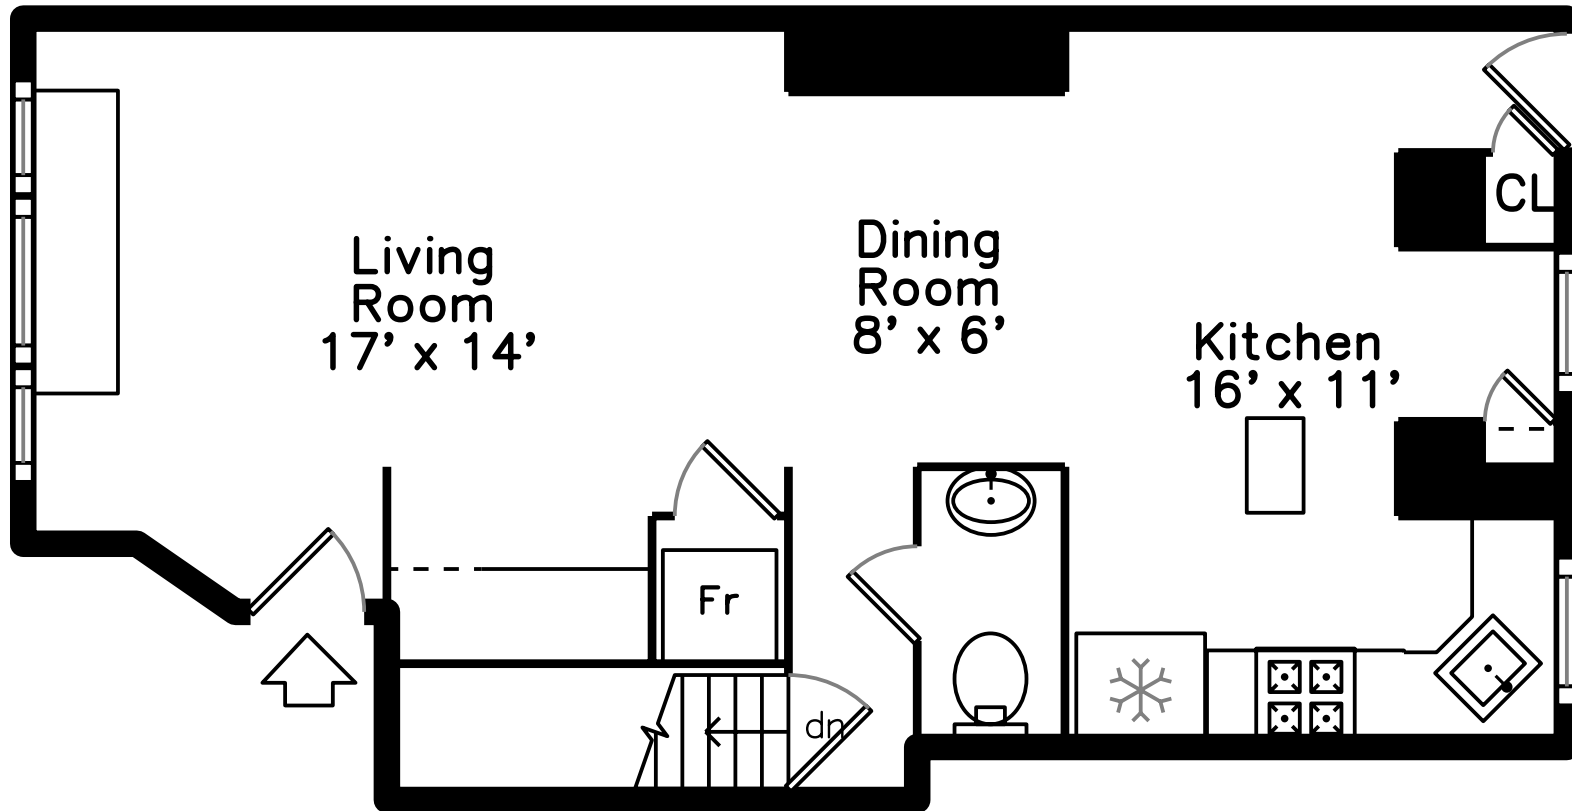 Living
Room
17' x 14'
Dining
Room
8' x 6'
Kitchen
16' x 11'
CL
Fr
dn